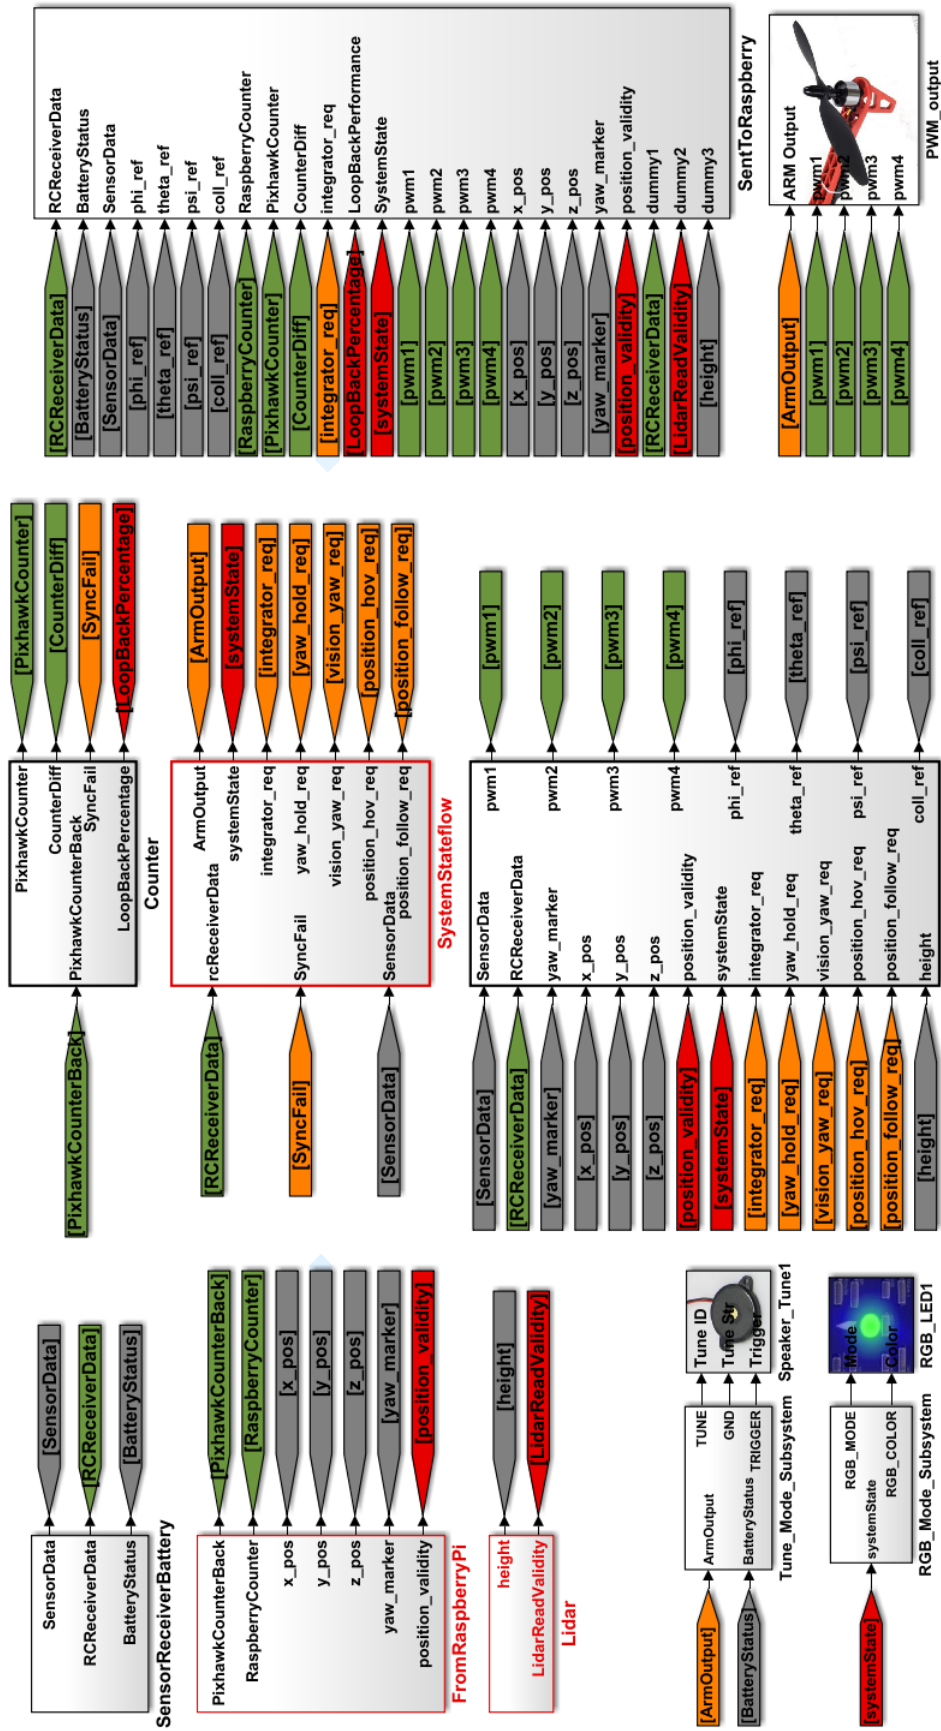 SensorData
[SensorData]
RCReceiverData
[RCReceiverData]
BatteryStatus
[BatteryStatus]
SensorReceiverBattery
PixhawkCounterBack
[PixhawkCounterBack]
RaspberryCounter
[RaspberryCounter]
x_pos
[x_pos]
y_pos
[y_pos]
z_pos
[z_pos]
yaw_marker
[yaw_marker]
position_validity
[position_validity]
FromRaspberryPi
height
[height]
LidarReadValidity
[LidarReadValidity]
Lidar
[ArmOutput]
ArmOutput
[BatteryStatus]
BatteryStatus
TUNE
GND
TRIGGER
Tune_Mode_Subsystem
Tune ID
Tune Str
Trigger
Speaker_Tune1
[systemState]
systemState
RGB_MODE
RGB_COLOR
RGB_Mode_Subsystem
Mode
Color
RGB_LED1
[PixhawkCounterBack]
PixhawkCounterBack
PixhawkCounter
[PixhawkCounter]
CounterDiff
[CounterDiff]
SyncFail
[SyncFail]
LoopBackPercentage
[LoopBackPercentage]
Counter
[RCReceiverData]
rcReceiverData
[SyncFail]
SyncFail
[SensorData]
SensorData
ArmOutput
[ArmOutput]
systemState
[systemState]
integrator_req
[integrator_req]
yaw_hold_req
[yaw_hold_req]
vision_yaw_req
[vision_yaw_req]
position_hov_req
[position_hov_req]
position_follow_req
[position_follow_req]
SystemStateflow
[SensorData]
SensorData
[RCReceiverData]
RCReceiverData
[yaw_marker]
yaw_marker
[x_pos]
x_pos
[y_pos]
y_pos
[z_pos]
z_pos
[position_validity]
position_validity
[systemState]
systemState
[integrator_req]
integrator_req
[yaw_hold_req]
yaw_hold_req
[vision_yaw_req]
vision_yaw_req
[position_hov_req]
position_hov_req
[position_follow_req]
position_follow_req
[height]
height
pwm1
[pwm1]
pwm2
[pwm2]
pwm3
[pwm3]
pwm4
[pwm4]
phi_ref
[phi_ref]
theta_ref
[theta_ref]
psi_ref
[psi_ref]
coll_ref
[coll_ref]
[RCReceiverData]
RCReceiverData
[BatteryStatus]
BatteryStatus
[SensorData]
SensorData
[phi_ref]
phi_ref
[theta_ref]
theta_ref
[psi_ref]
psi_ref
[coll_ref]
coll_ref
[RaspberryCounter]
RaspberryCounter
[PixhawkCounter]
PixhawkCounter
[CounterDiff]
CounterDiff
[integrator_req]
integrator_req
[LoopBackPercentage]
LoopBackPerformance
[systemState]
SystemState
[pwm1]
pwm1
[pwm2]
pwm2
[pwm3]
pwm3
[pwm4]
pwm4
[x_pos]
x_pos
[y_pos]
y_pos
[z_pos]
z_pos
[yaw_marker]
yaw_marker
[position_validity]
position_validity
[RCReceiverData]
dummy1
[LidarReadValidity]
dummy2
[height]
dummy3
SentToRaspberry
[ArmOutput]
ARM Output
[pwm1]
pwm1
[pwm2]
pwm2
[pwm3]
pwm3
[pwm4]
pwm4
PWM_output